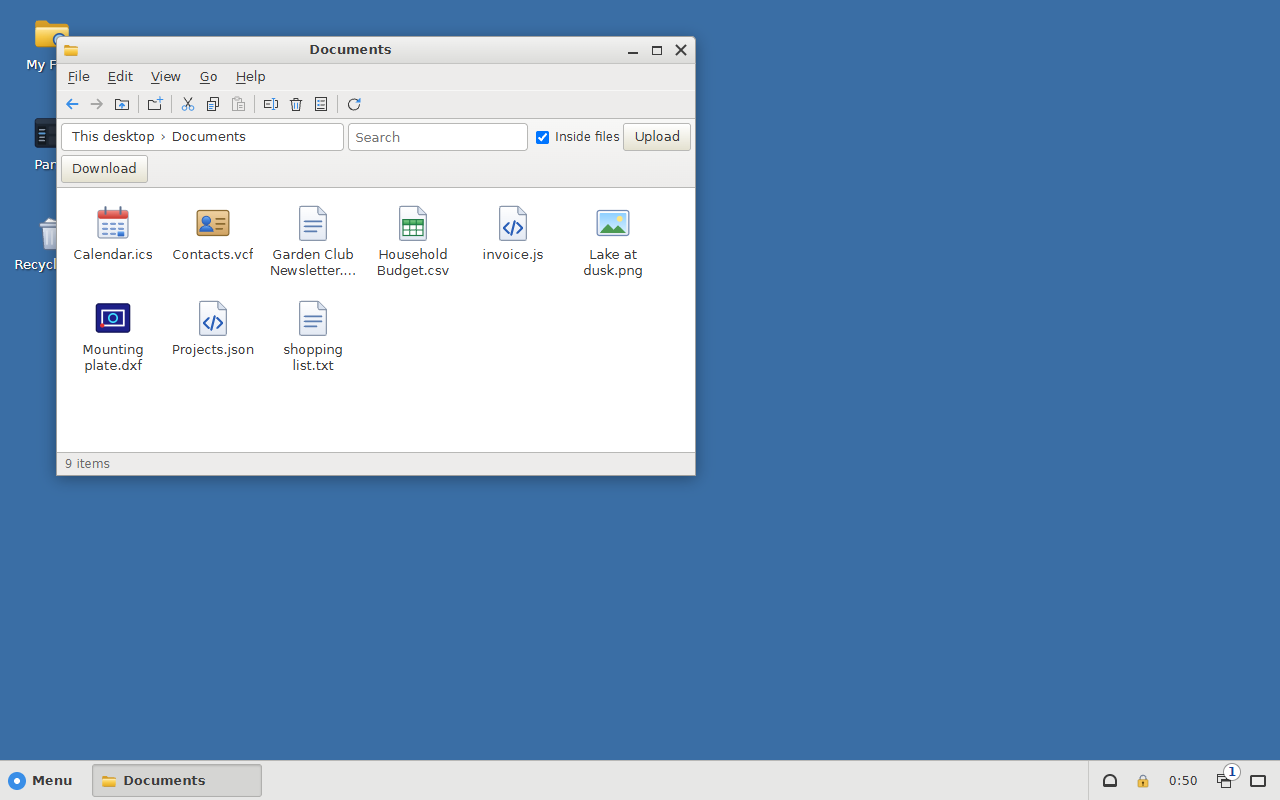 My F
Documents
File Edit View Go Help
This desktop › Documents
Search
Inside files
Upload
Download
Pan
Recycl
Calendar.ics
Contacts.vcf
Garden Club
Newsletter....
Household
Budget.csv
invoice.js
Lake at
dusk.png
Mounting
plate.dxf
Projects.json
shopping
list.txt
9 items
Menu
Documents
0:50
1